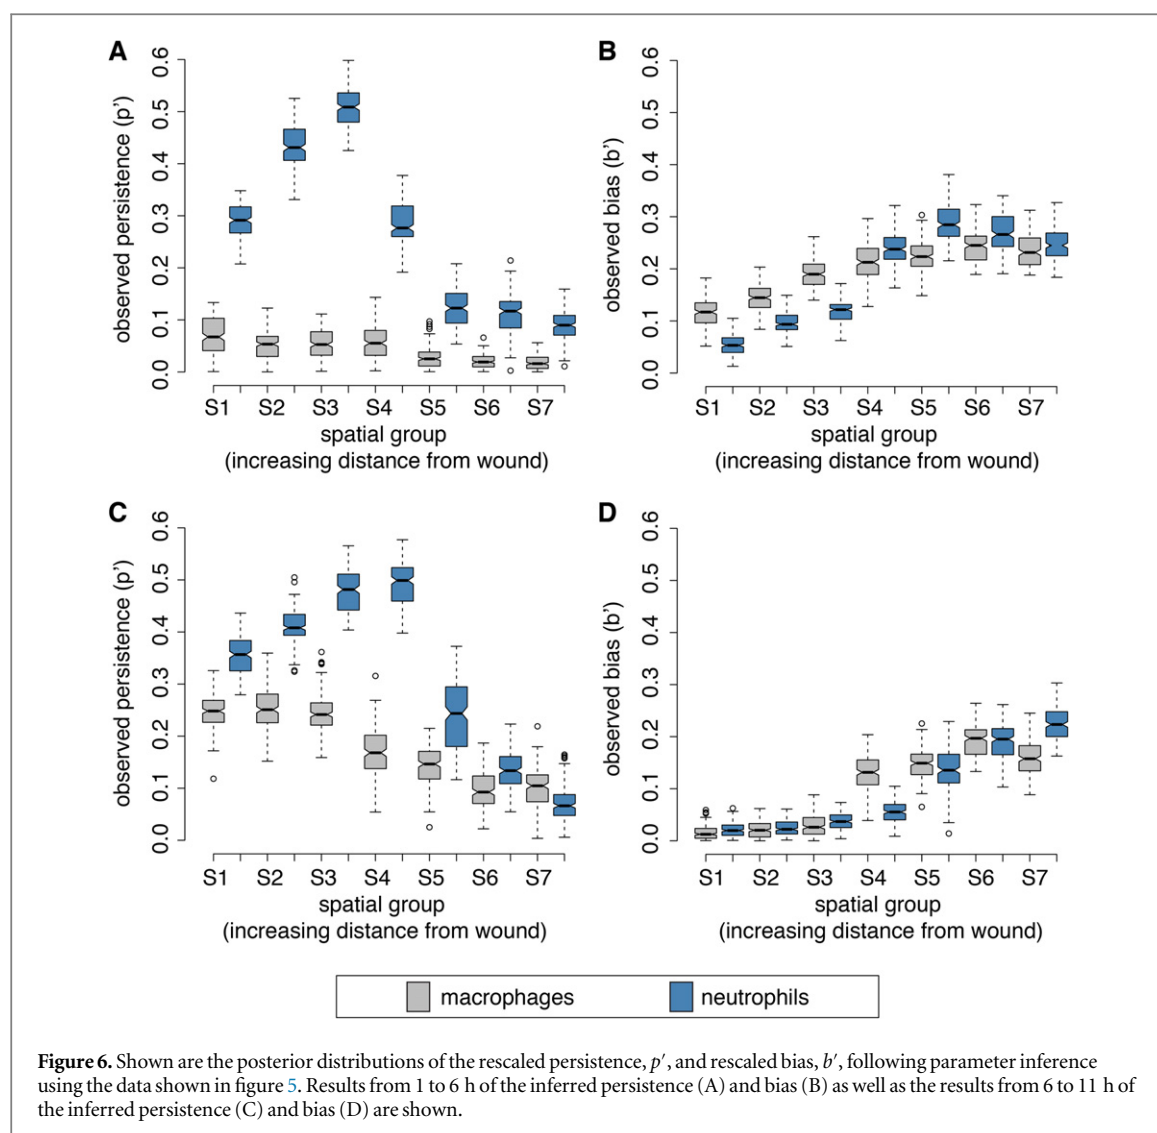 A
0.6
0.5
0.4
0.3
0.2
0.1
0.0
observed persistence (p')
S1 S2 S3 S4 S5 S6 S7
spatial group
(increasing distance from wound)
B
0.6
0.5
0.4
0.3
0.2
0.1
0.0
observed bias (b')
S1 S2 S3 S4 S5 S6 S7
spatial group
(increasing distance from wound)
C
0.6
0.5
0.4
0.3
0.2
0.1
0.0
observed persistence (p')
S1 S2 S3 S4 S5 S6 S7
spatial group
(increasing distance from wound)
D
0.6
0.5
0.4
0.3
0.2
0.1
0.0
observed bias (b')
S1 S2 S3 S4 S5 S6 S7
spatial group
(increasing distance from wound)
macrophages neutrophils
Figure 6. Shown are the posterior distributions of the rescaled persistence, p′, and rescaled bias, b′, following parameter inference
using the data shown in figure 5. Results from 1 to 6 h of the inferred persistence (A) and bias (B) as well as the results from 6 to 11 h of
the inferred persistence (C) and bias (D) are shown.